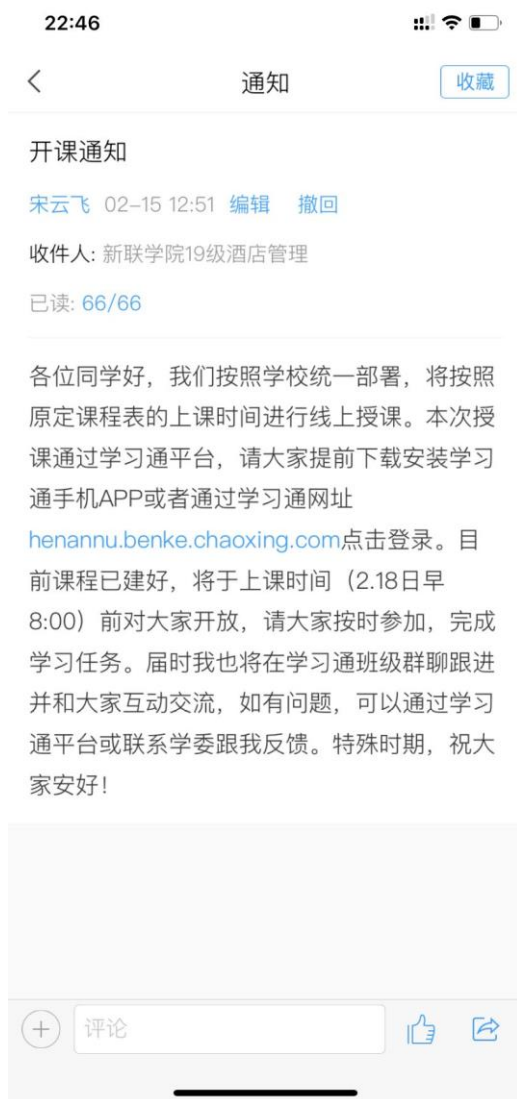 22:46
通知
收藏
开课通知
宋云飞 02-15 12:51 编辑 撤回
收件人: 新联学院19级酒店管理
已读: 66/66
各位同学好，我们按照学校统一部署，将按照
原定课程表的上课时间进行线上授课。本次授
课通过学习通平台，请大家提前下载安装学习
通手机APP或者通过学习通网址
henannu.benke.chaoxing.com点击登录。目
前课程已建好，将于上课时间（2.18日早
8:00）前对大家开放，请大家按时参加，完成
学习任务。届时我也将在学习通班级群聊跟进
并和大家互动交流，如有问题，可以通过学习
通平台或联系学委跟我反馈。特殊时期，祝大
家安好！
评论